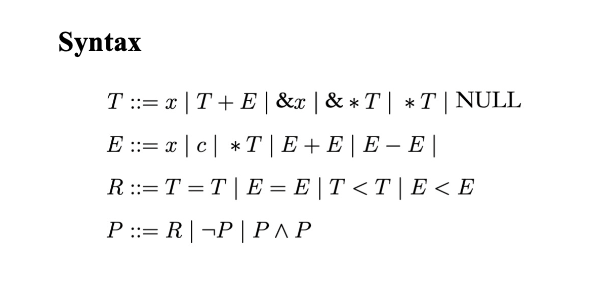 Syntax
T ::= x | T + E | &x | & ∗ T | ∗ T | NULL
E ::= x | c | ∗ T | E + E | E − E |
R ::= T = T | E = E | T < T | E < E
P ::= R | ¬P | P ∧ P